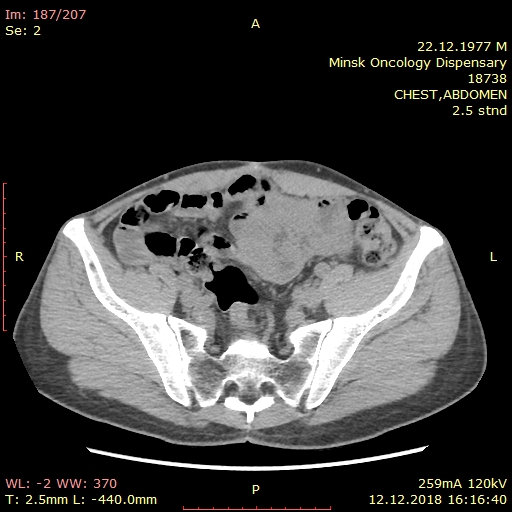 Im: 187/207
Se: 2
A
22.12.1977 M
Minsk Oncology Dispensary
18738
CHEST,ABDOMEN
2.5 stnd
R
L
WL: -2 WW: 370
T: 2.5mm L: -440.0mm
P
259mA 120kV
12.12.2018 16:16:40